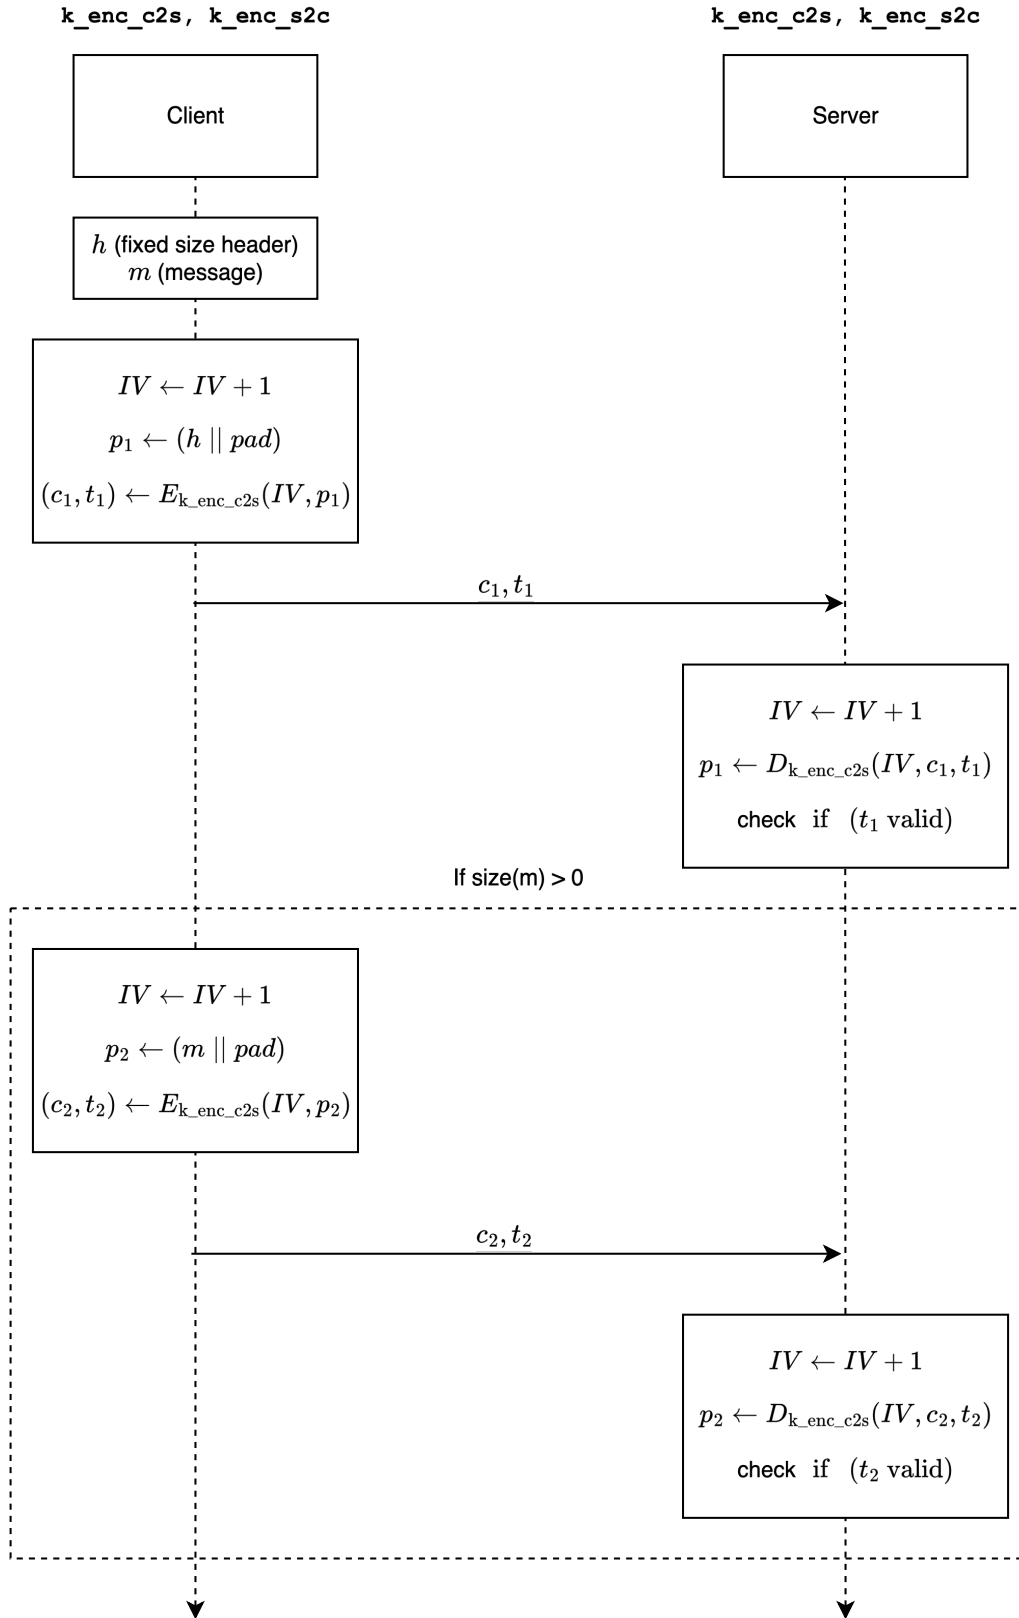 k_enc_c2s, k_enc_s2c
k_enc_c2s, k_enc_s2c
Client
Server
h (fixed size header)
m (message)
IV ← IV + 1
p₁ ← (h || pad)
(c₁, t₁) ← E_k_enc_c2s(IV, p₁)
c₁, t₁
IV ← IV + 1
p₁ ← D_k_enc_c2s(IV, c₁, t₁)
check if (t₁ valid)
If size(m) > 0
IV ← IV + 1
p₂ ← (m || pad)
(c₂, t₂) ← E_k_enc_c2s(IV, p₂)
c₂, t₂
IV ← IV + 1
p₂ ← D_k_enc_c2s(IV, c₂, t₂)
check if (t₂ valid)